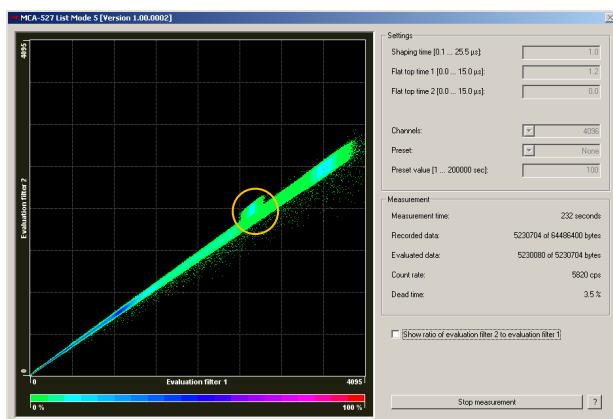 MCA-527 List Mode 5 [Version 1.00.0002]
4095
Evaluation filter 2
0
0
Evaluation filter 1
4095
0 %
100 %
Settings
Shaping time [0.1 ... 25.5 µs]:
1.0
Flat top time 1 [0.0 ... 15.0 µs]:
1.2
Flat top time 2 [0.0 ... 15.0 µs]:
0.0
Channels:
4096
Preset:
None
Preset value [1 ... 200000 sec]:
100
Measurement
Measurement time:
232 seconds
Recorded data:
5230704 of 64486400 bytes
Evaluated data:
5230080 of 5230704 bytes
Count rate:
5820 cps
Dead time:
3.5 %
Show ratio of evaluation filter 2 to evaluation filter 1
Stop measurement
?